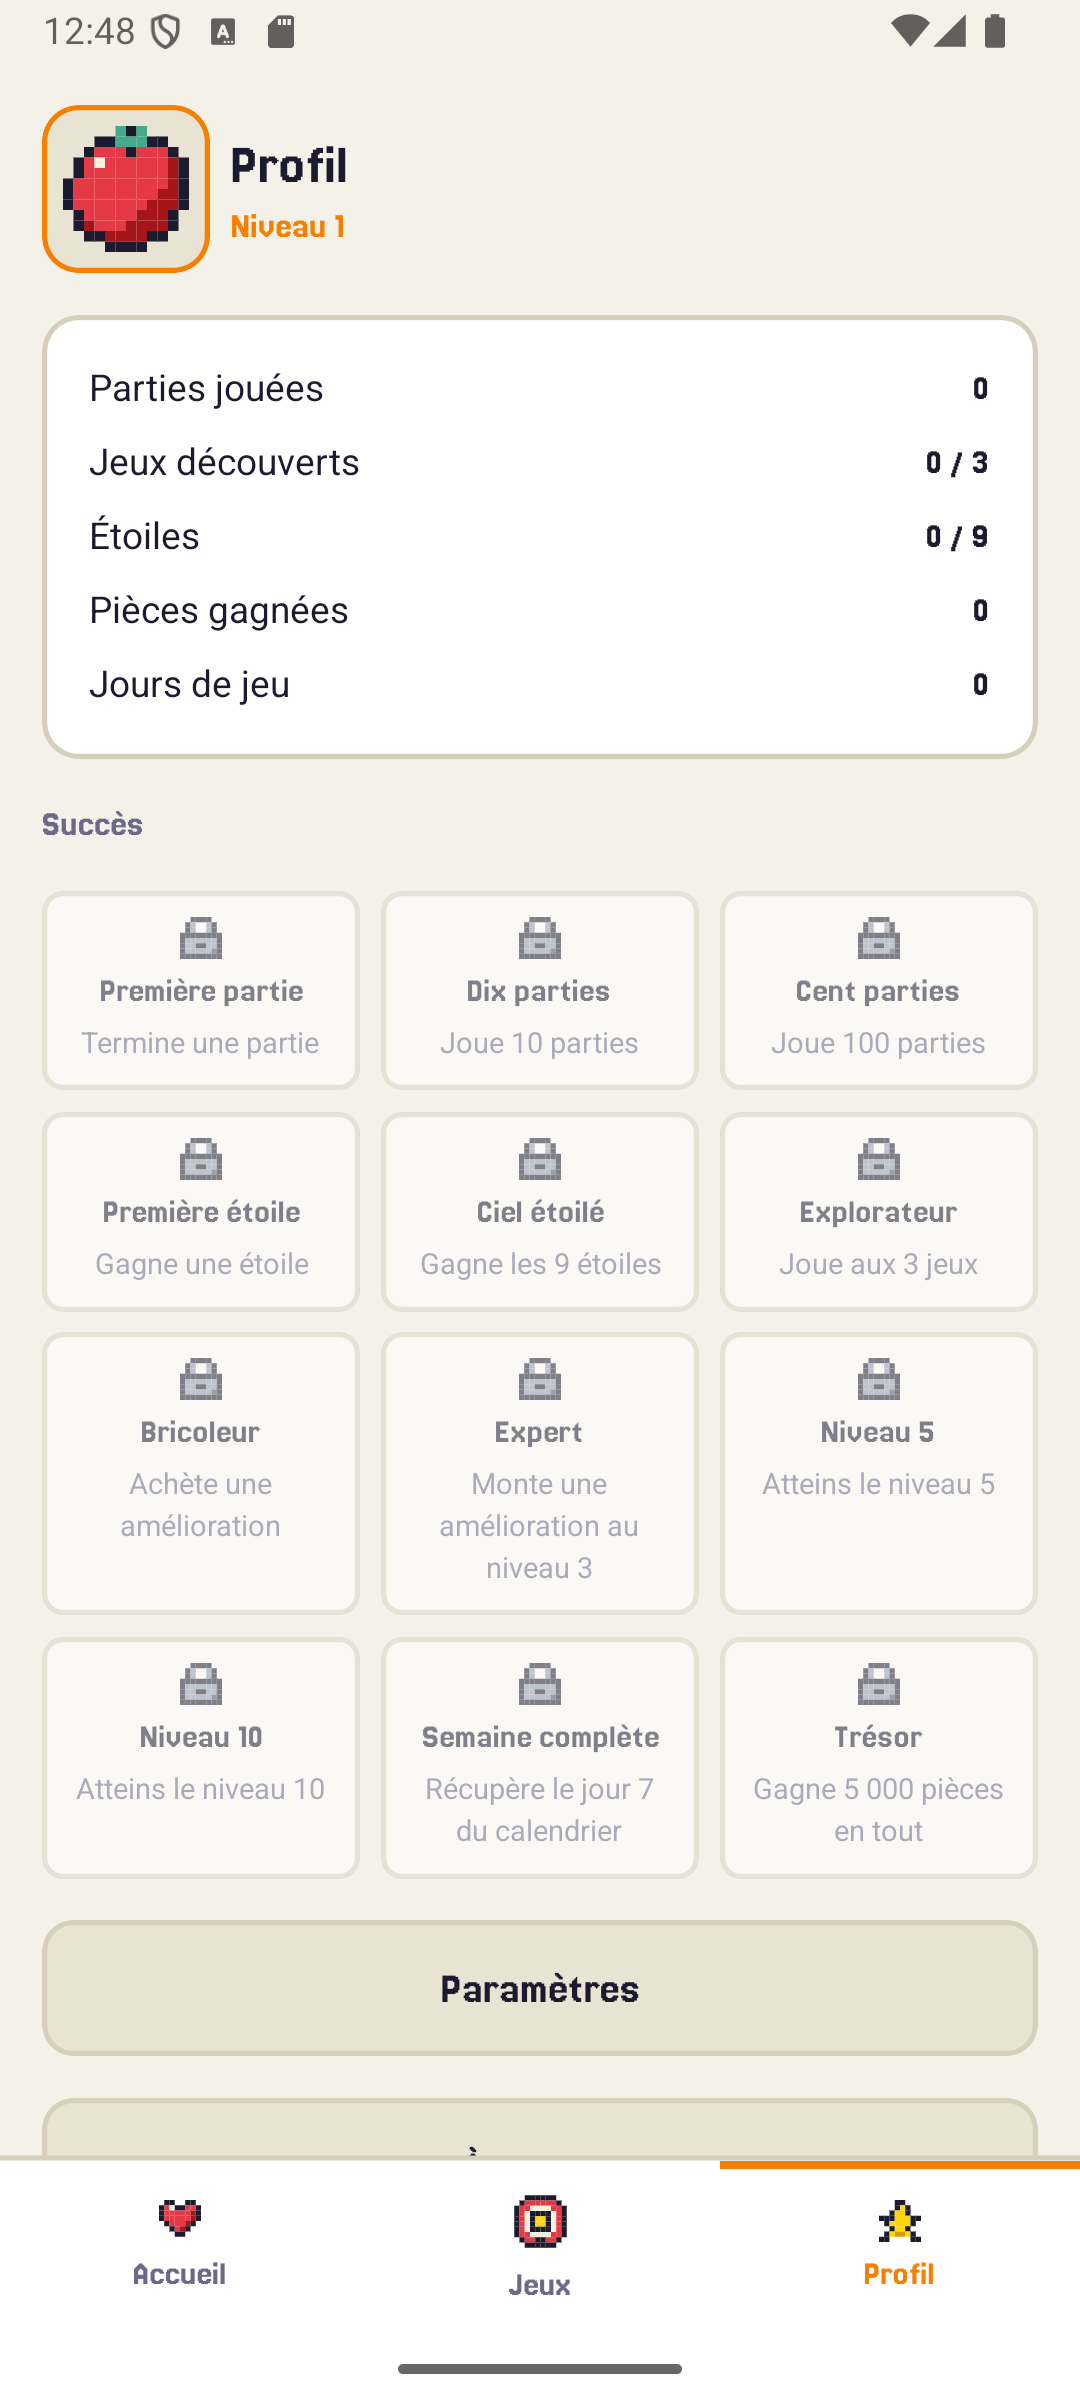 12:48
Profil
Niveau 1
Parties jouées 0
Jeux découverts 0 / 3
Étoiles 0 / 9
Pièces gagnées 0
Jours de jeu 0
Succès
Première partie
Termine une partie
Dix parties
Joue 10 parties
Cent parties
Joue 100 parties
Première étoile
Gagne une étoile
Ciel étoilé
Gagne les 9 étoiles
Explorateur
Joue aux 3 jeux
Bricoleur
Achète une
amélioration
Expert
Monte une
amélioration au
niveau 3
Niveau 5
Atteins le niveau 5
Niveau 10
Atteins le niveau 10
Semaine complète
Récupère le jour 7
du calendrier
Trésor
Gagne 5 000 pièces
en tout
Paramètres
Accueil
Jeux
Profil